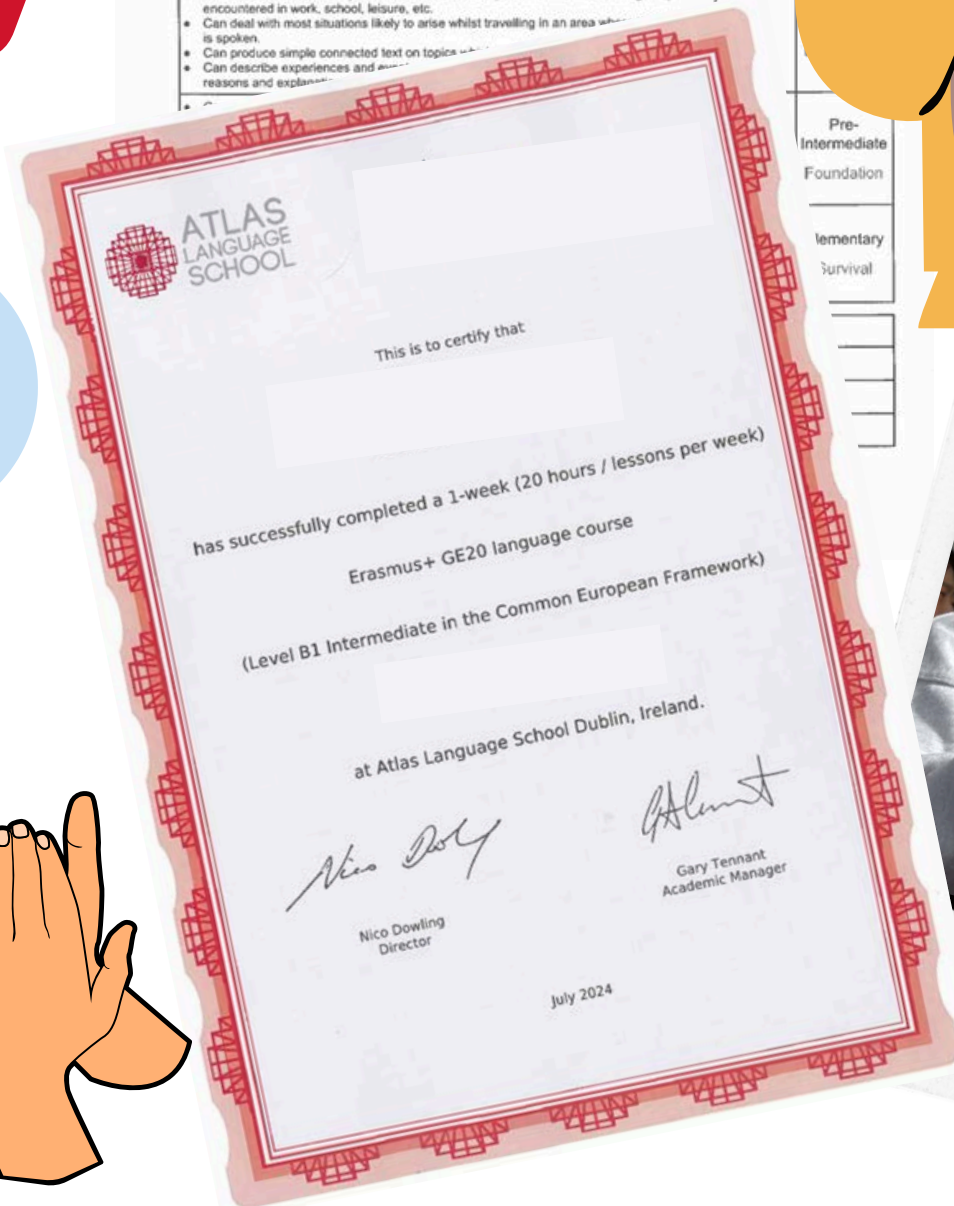 encountered in work, school, leisure, etc.
Can deal with most situations likely to arise whilst travelling in an area
is spoken.
Can produce simple connected text on topics
Can describe experiences and
reasons and
Pre-
Intermediate
Foundation
lementary
Survival
ATLAS
LANGUAGE
SCHOOL
This is to certify that
has successfully completed a 1-week (20 hours / lessons per week)
Erasmus+ GE20 language course
(Level B1 Intermediate in the Common European Framework)
at Atlas Language School Dublin, Ireland.
Nico Dowling
Director
Gary Tennant
Academic Manager
July 2024